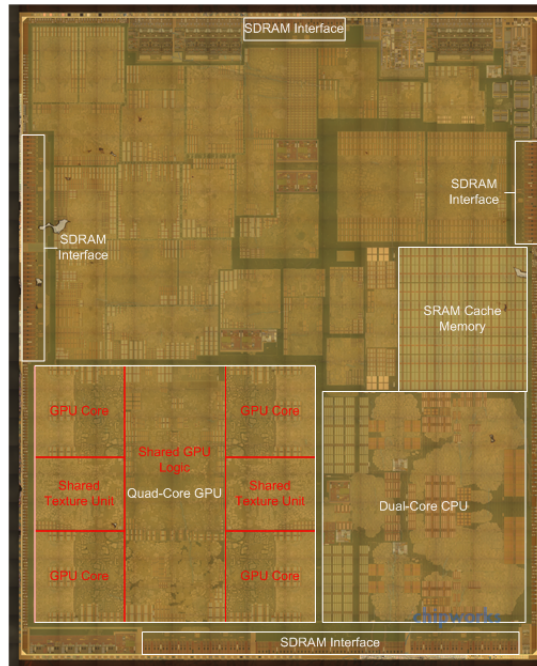 SDRAM Interface
SDRAM
Interface
SDRAM
Interface
SRAM Cache
Memory
GPU Core
GPU Core
Shared GPU
Logic
Shared
Texture Unit
Shared
Texture Unit
Quad-Core GPU
Dual-Core CPU
GPU Core
GPU Core
chipworks
SDRAM Interface